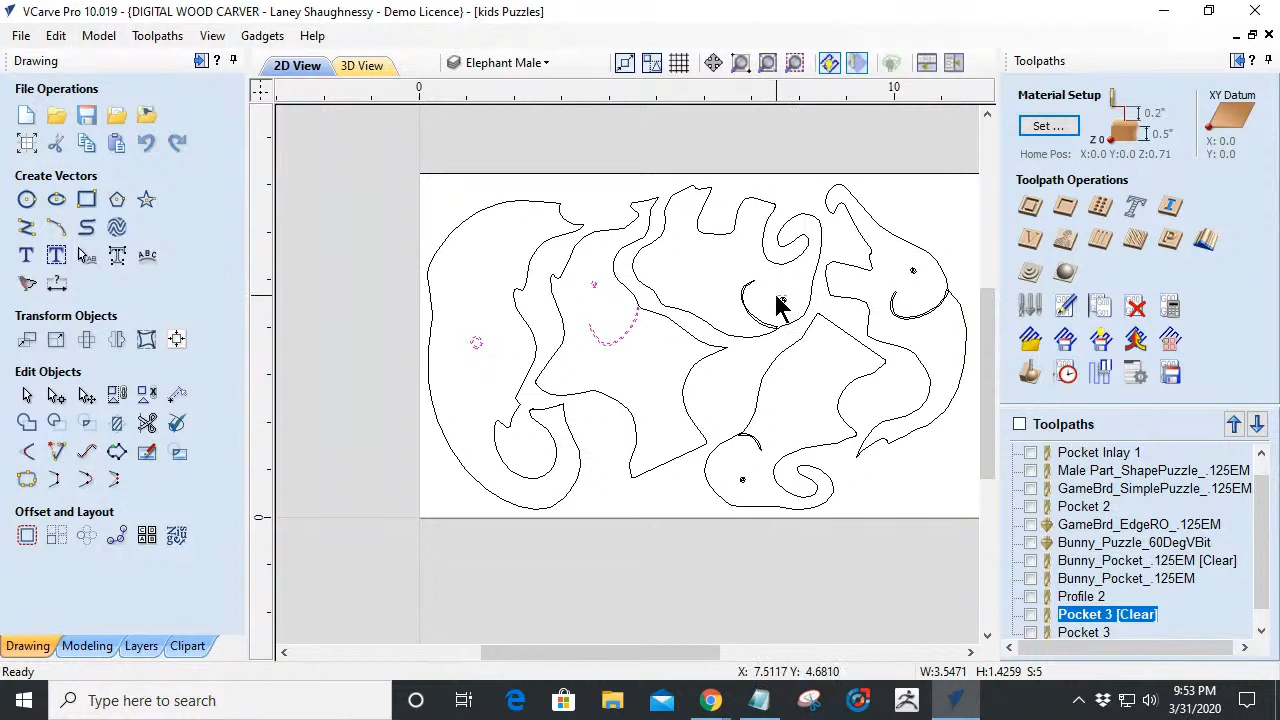 VCarve Pro 10.019 - {DIGITAL WOOD CARVER - Laney Shaughnessy - Demo Licence} - [kids Puzzles]
File Edit Model Toolpaths View Gadgets Help
Drawing
2D View 3D View Elephant Male
Toolpaths
File Operations
0 10
Material Setup
XY Datum
0.2"
Set ...
Z 0
0.5"
X: 0.0
Y: 0.0
Home Pos: X:0.0 Y:0.0 Z:0.71
Create Vectors
Toolpath Operations
Transform Objects
Edit Objects
0
Toolpaths
Pocket Inlay 1
Male Part_ShapePuzzle_.125EM
GameBrd_SimplePuzzle_.125EM
Pocket 2
GameBrd_EdgeRO_.125EM
Bunny_Puzzle_60DegVBit
Bunny_Pocket_.125EM [Clear]
Bunny_Pocket_.125EM
Profile 2
Pocket 3 [Clear]
Pocket 3
Offset and Layout
Drawing Modeling Layers Clipart
Ready
X: 7.5117 Y: 4.6810
W:3.5471 H:1.4259 S:5
Type here to search
9:53 PM
3/31/2020